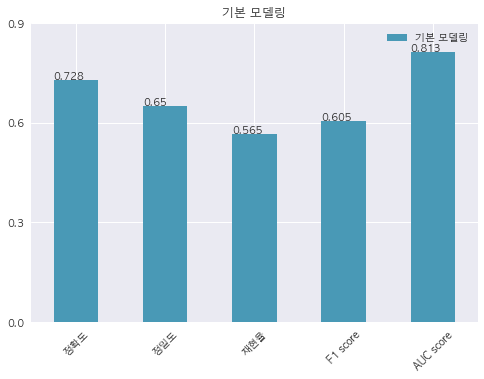 기본 모델링
0.9
기본 모델링
0.813
0.728
0.65
0.6
0.605
0.565
0.3
0.0
정확도
정밀도
재현율
F1 score
AUC score